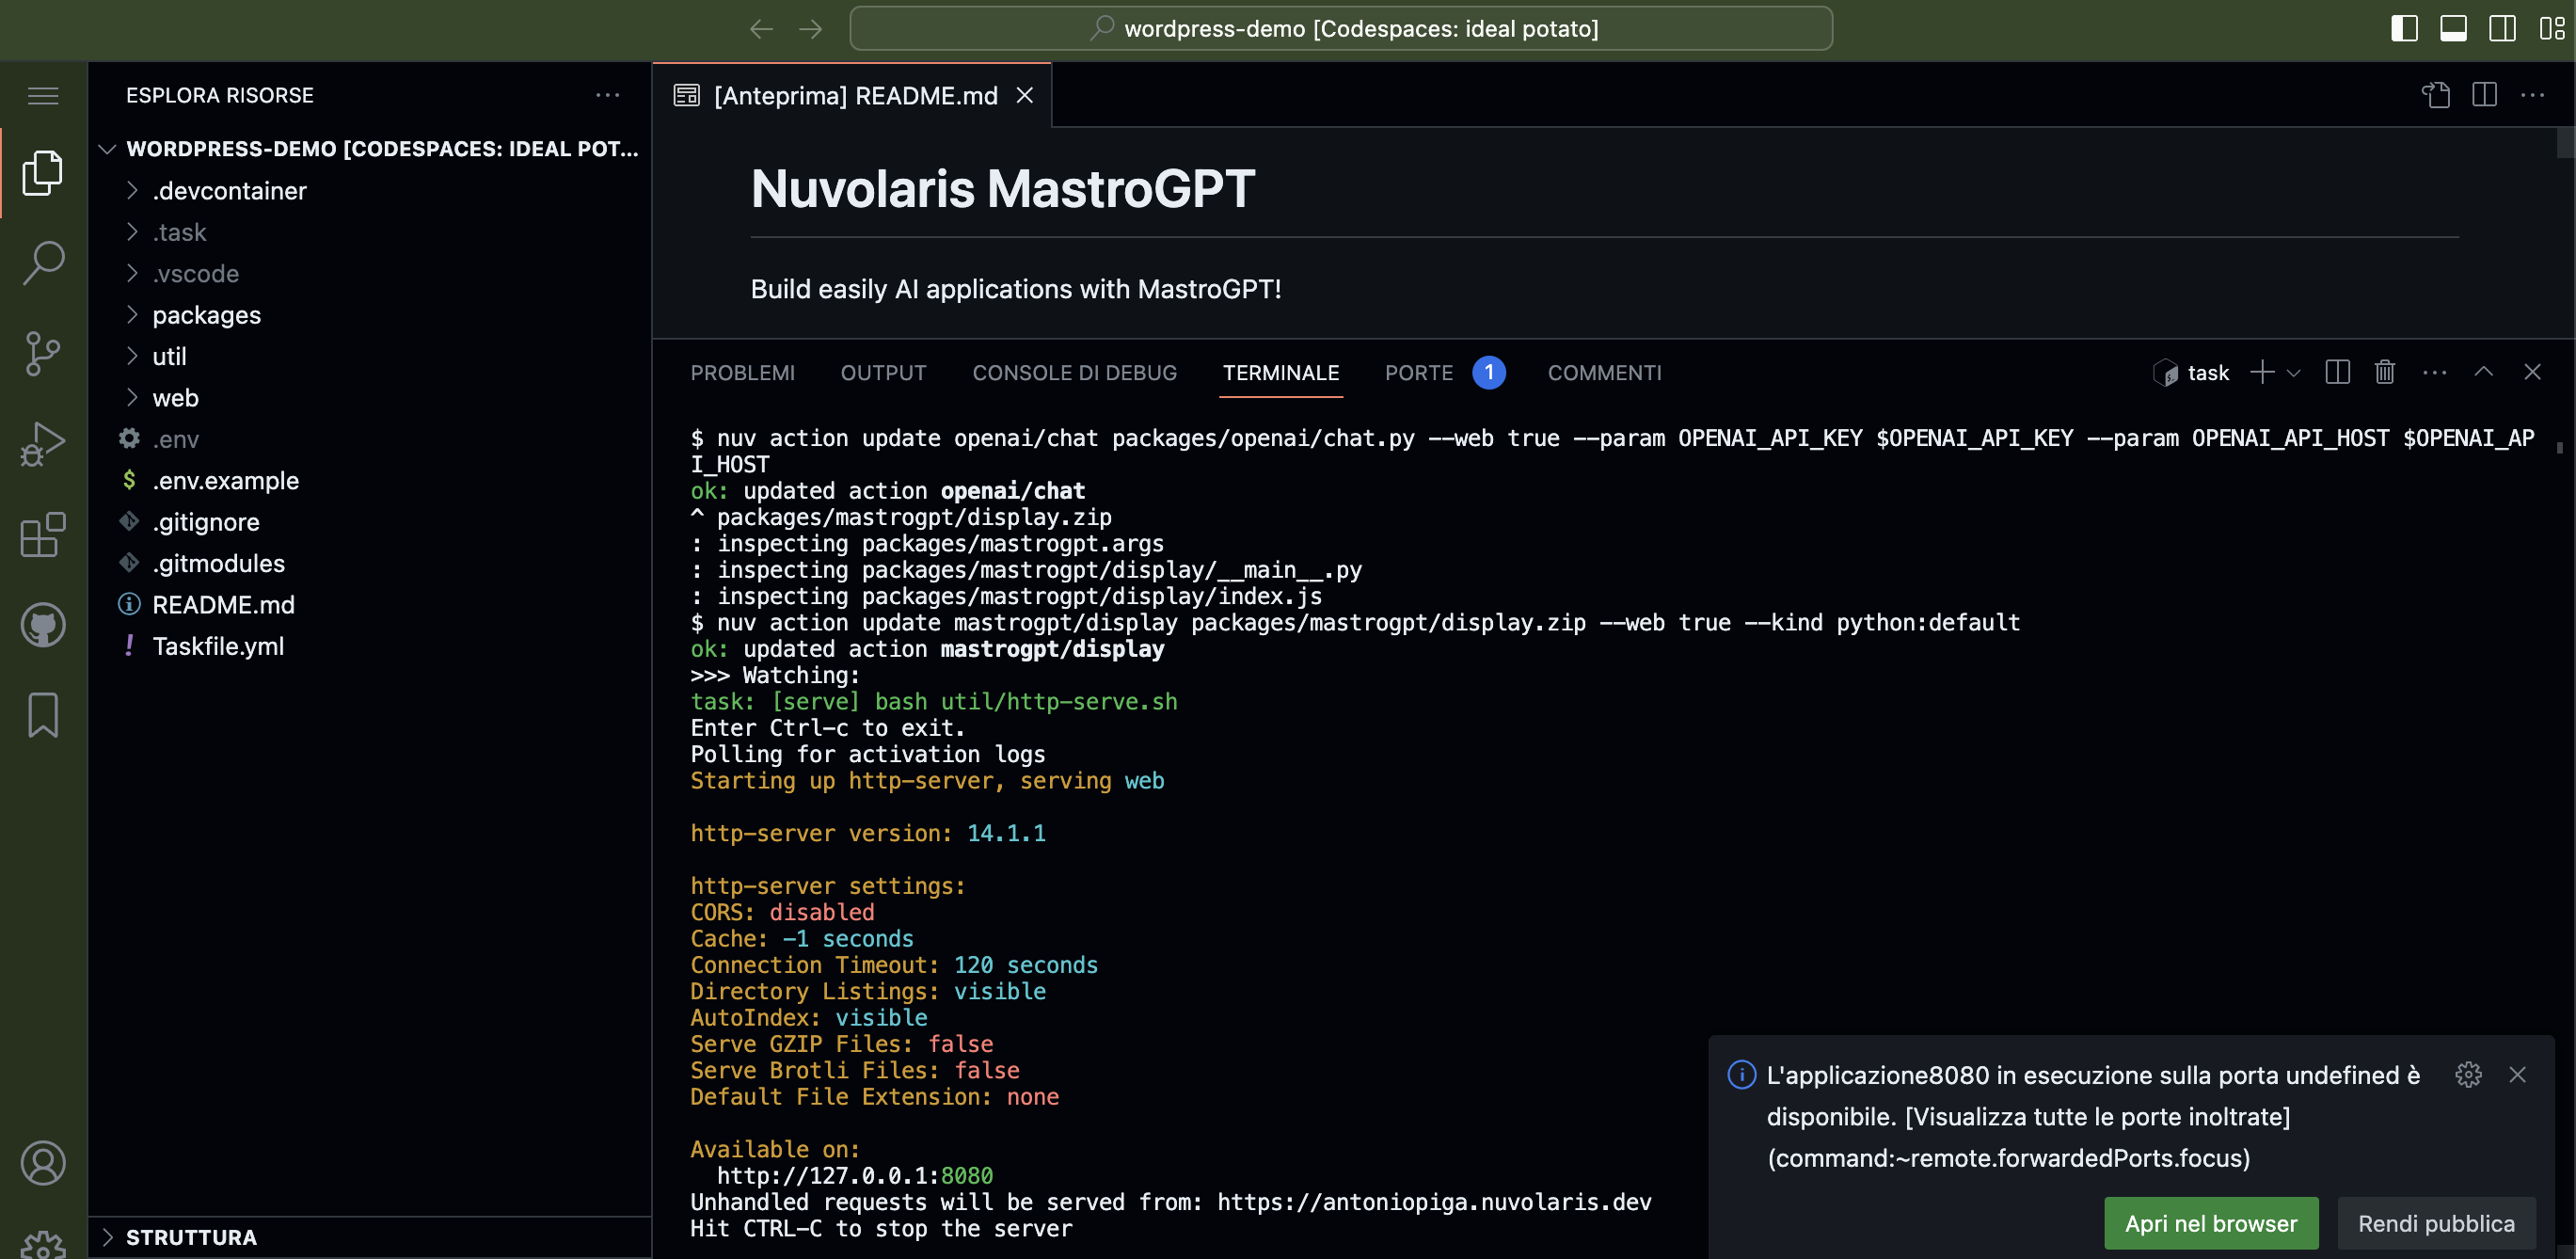 wordpress-demo [Codespaces: ideal potato]
ESPLORA RISORSE
WORDPRESS-DEMO [CODESPACES: IDEAL POT...
.devcontainer
.task
.vscode
packages
util
web
.env
$ .env.example
.gitignore
.gitmodules
README.md
! Taskfile.yml
STRUTTURA
[Anteprima] README.md
Nuvolaris MastroGPT
Build easily AI applications with MastroGPT!
PROBLEMI OUTPUT CONSOLE DI DEBUG TERMINALE PORTE 1 COMMENTI
task
$ nuv action update openai/chat packages/openai/chat.py --web true --param OPENAI_API_KEY $OPENAI_API_KEY --param OPENAI_API_HOST $OPENAI_AP
I_HOST
ok: updated action openai/chat
^ packages/mastrogpt/display.zip
: inspecting packages/mastrogpt.args
: inspecting packages/mastrogpt/display/__main__.py
: inspecting packages/mastrogpt/display/index.js
$ nuv action update mastrogpt/display packages/mastrogpt/display.zip --web true --kind python:default
ok: updated action mastrogpt/display
>>> Watching:
task: [serve] bash util/http-serve.sh
Enter Ctrl-c to exit.
Polling for activation logs
Starting up http-server, serving web
http-server version: 14.1.1
http-server settings:
CORS: disabled
Cache: -1 seconds
Connection Timeout: 120 seconds
Directory Listings: visible
AutoIndex: visible
Serve GZIP Files: false
Serve Brotli Files: false
Default File Extension: none
Available on:
http://127.0.0.1:8080
Unhandled requests will be served from: https://antoniopiga.nuvolaris.dev
Hit CTRL-C to stop the server
L'applicazione8080 in esecuzione sulla porta undefined è
disponibile. [Visualizza tutte le porte inoltrate]
(command:~remote.forwardedPorts.focus)
Apri nel browser
Rendi pubblica